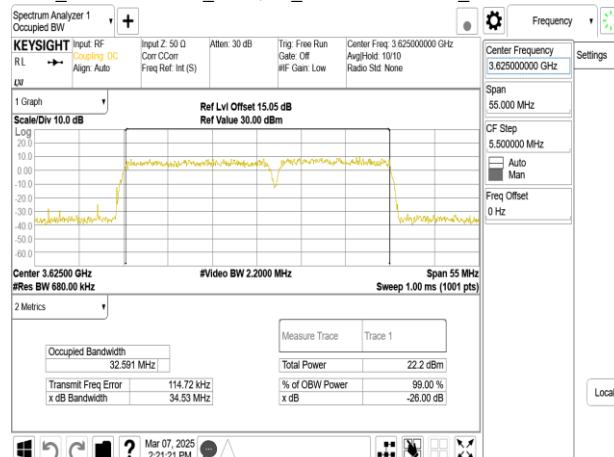 Spectrum Analyzer 1
Occupied BW
Frequency
KEYSIGHT
R L
LXI
Input: RF
Coupling: DC
Align: Auto
Input Z: 50 Ω
Corr CCorr
Freq Ref: Int (S)
Atten: 30 dB
Trig: Free Run
Gate: Off
#IF Gain: Low
Center Freq: 3.625000000 GHz
Avg|Hold: 10/10
Radio Std: None
Center Frequency
3.625000000 GHz
Settings
Span
55.000 MHz
CF Step
5.500000 MHz
Auto
Man
Freq Offset
0 Hz
1 Graph
Scale/Div 10.0 dB
Ref Lvl Offset 15.05 dB
Ref Value 30.00 dBm
Log
20.0
10.0
0.00
-10.0
-20.0
-30.0
-40.0
-50.0
-60.0
Center 3.62500 GHz
#Video BW 2.2000 MHz
Span 55 MHz
#Res BW 680.00 kHz
Sweep 1.00 ms (1001 pts)
2 Metrics
Measure Trace
Trace 1
Occupied Bandwidth
32.591 MHz
Total Power
22.2 dBm
Transmit Freq Error
114.72 kHz
% of OBW Power
99.00 %
x dB Bandwidth
34.53 MHz
x dB
-26.00 dB
Local
?
Mar 07, 2025
2:21:21 PM